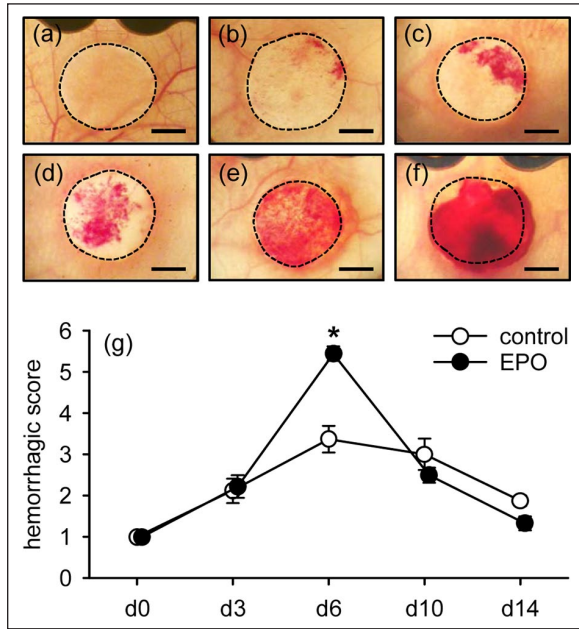 (a) (b) (c)
(d) (e) (f)
(g)
control
EPO
*
hemorrhagic score
6
5
4
3
2
1
0
d0 d3 d6 d10 d14